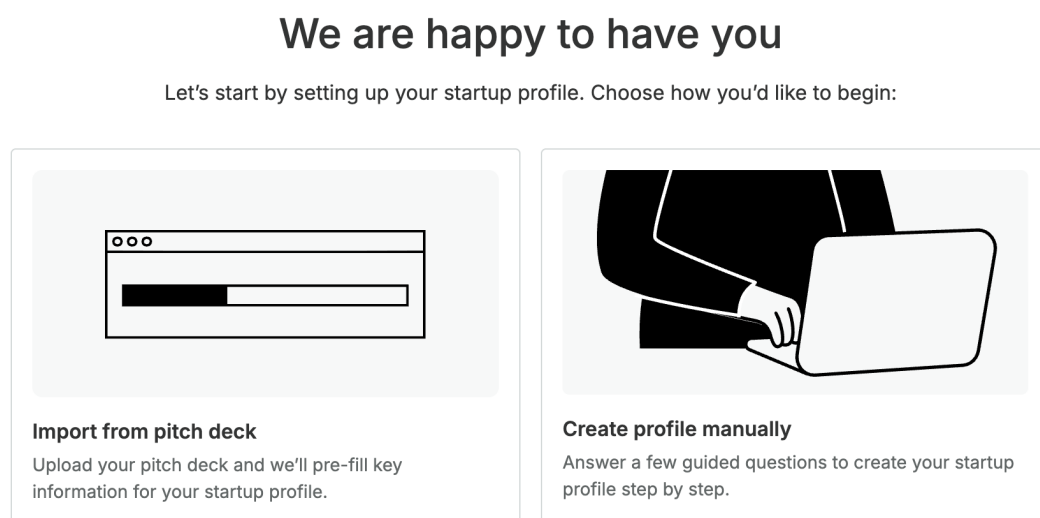 We are happy to have you
Let’s start by setting up your startup profile. Choose how you’d like to begin:
Import from pitch deck
Upload your pitch deck and we’ll pre-fill key
information for your startup profile.
Create profile manually
Answer a few guided questions to create your startup
profile step by step.